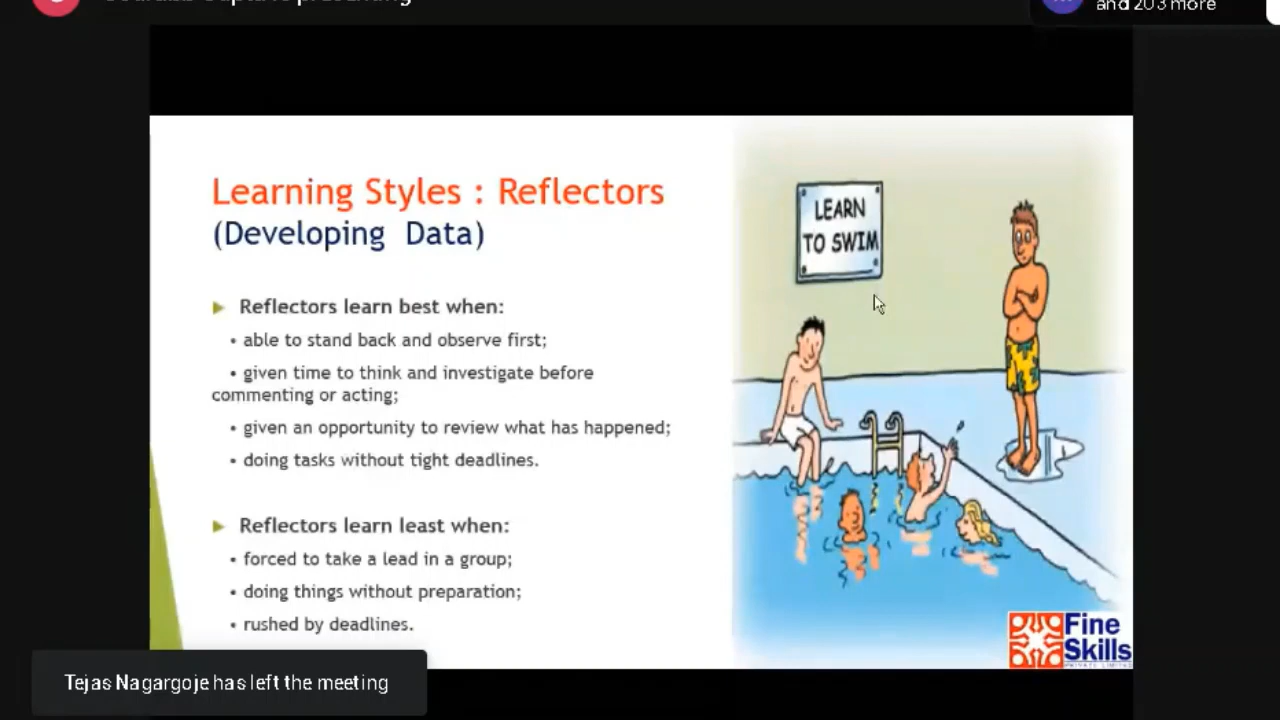 and 203 more
Learning Styles : Reflectors
(Developing Data)
Reflectors learn best when:
• able to stand back and observe first;
• given time to think and investigate before
commenting or acting;
• given an opportunity to review what has happened;
• doing tasks without tight deadlines.
Reflectors learn least when:
• forced to take a lead in a group;
• doing things without preparation;
• rushed by deadlines.
LEARN
TO SWIM
Fine
Skills
PRIVATE LIMITED
Tejas Nagargoje has left the meeting